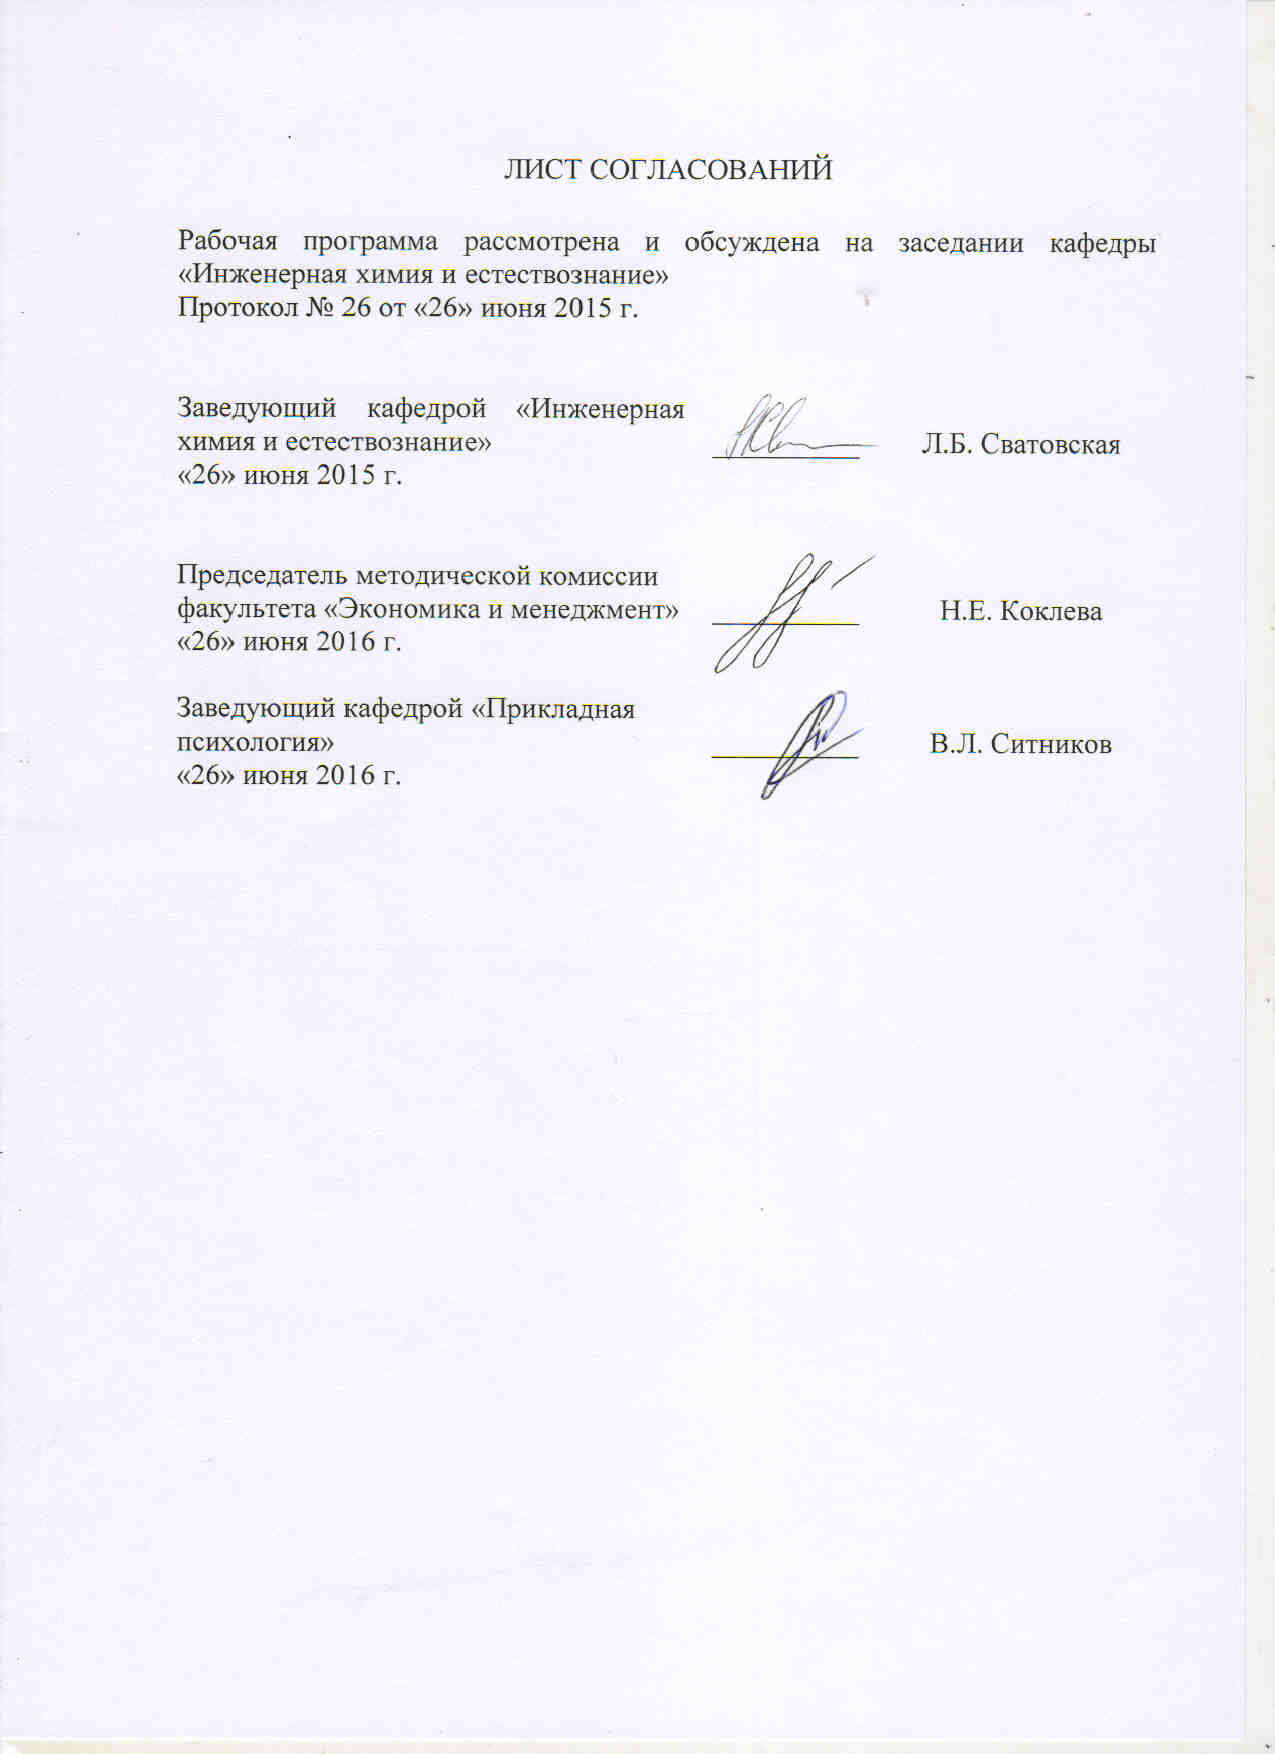 ЛИСТ СОГЛАСОВАНИЙ
Рабочая программа рассмотрена и обсуждена на заседании кафедры
«Инженерная химия и естествознание»
Протокол № 26 от «26» июня 2015 г.
Заведующий кафедрой «Инженерная
химия и естествознание» Л.Б. Сватовская
«26» июня 2015 г.
Председатель методической комиссии
факультета «Экономика и менеджмент» Н.Е. Коклева
«26» июня 2016 г.
Заведующий кафедрой «Прикладная
психология» В.Л. Ситников
«26» июня 2016 г.